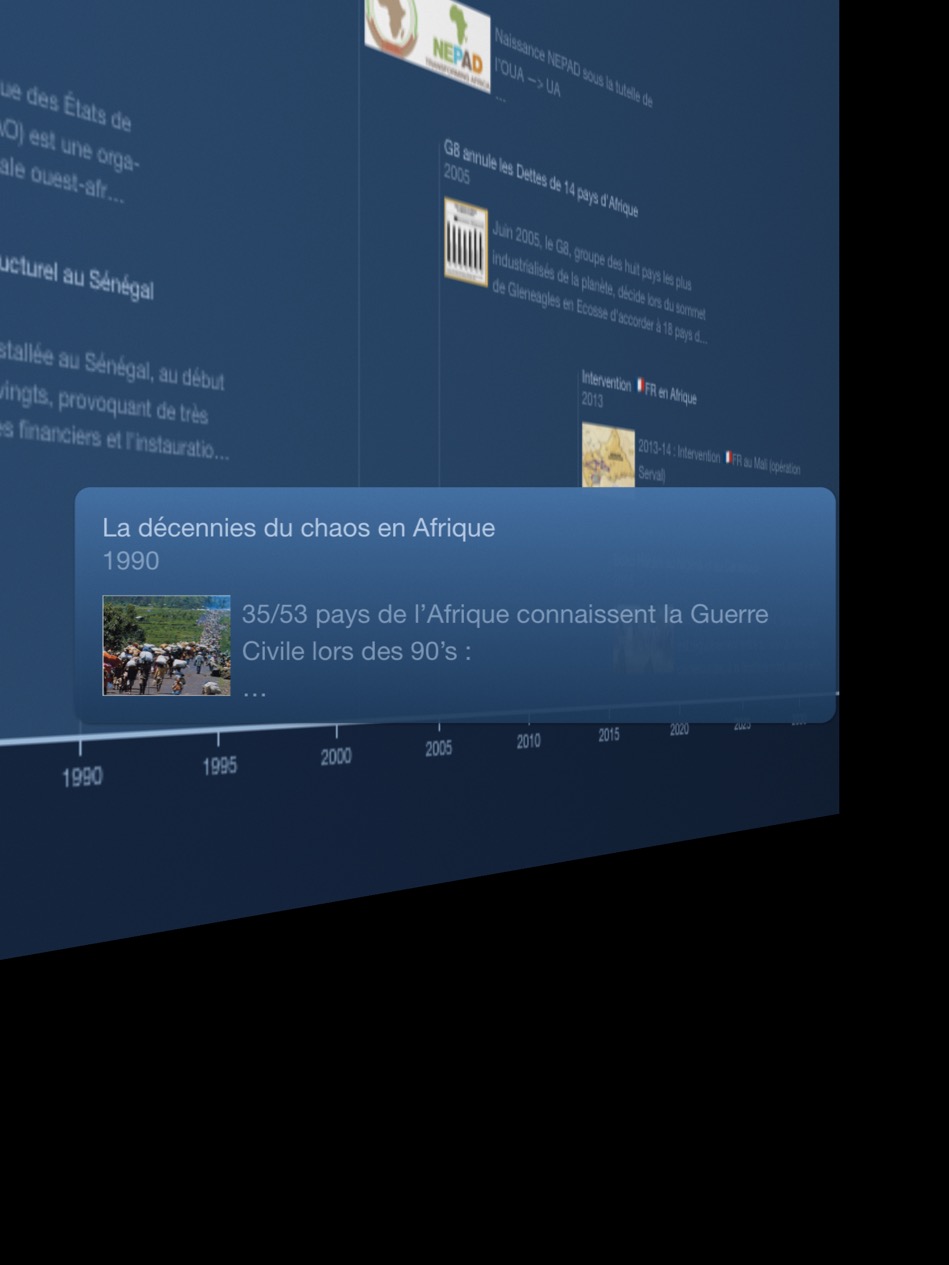 NEPAD
TRANSFORMING AFRICA
Naissance NEPAD sous la tutelle de
l'OUA —> UA
...
ue des États de
AO) est une orga-
ale ouest-afr...
G8 annule les Dettes de 14 pays d'Afrique
2005
Juin 2005, le G8, groupe des huit pays les plus
industrialisés de la planète, décide lors du sommet
de Gleneagles en Ecosse d'accorder à 18 pays d...
ucturel au Sénégal
stallée au Sénégal, au début
vingts, provoquant de très
es financiers et l'instauratio...
Intervention 🇫🇷FR en Afrique
2013
2013-14 : Intervention 🇫🇷FR au Mali (opération
Serval)
La décennies du chaos en Afrique
1990
35/53 pays de l’Afrique connaissent la Guerre
Civile lors des 90’s :
...
1990 1995 2000 2005 2010 2015 2020 2025